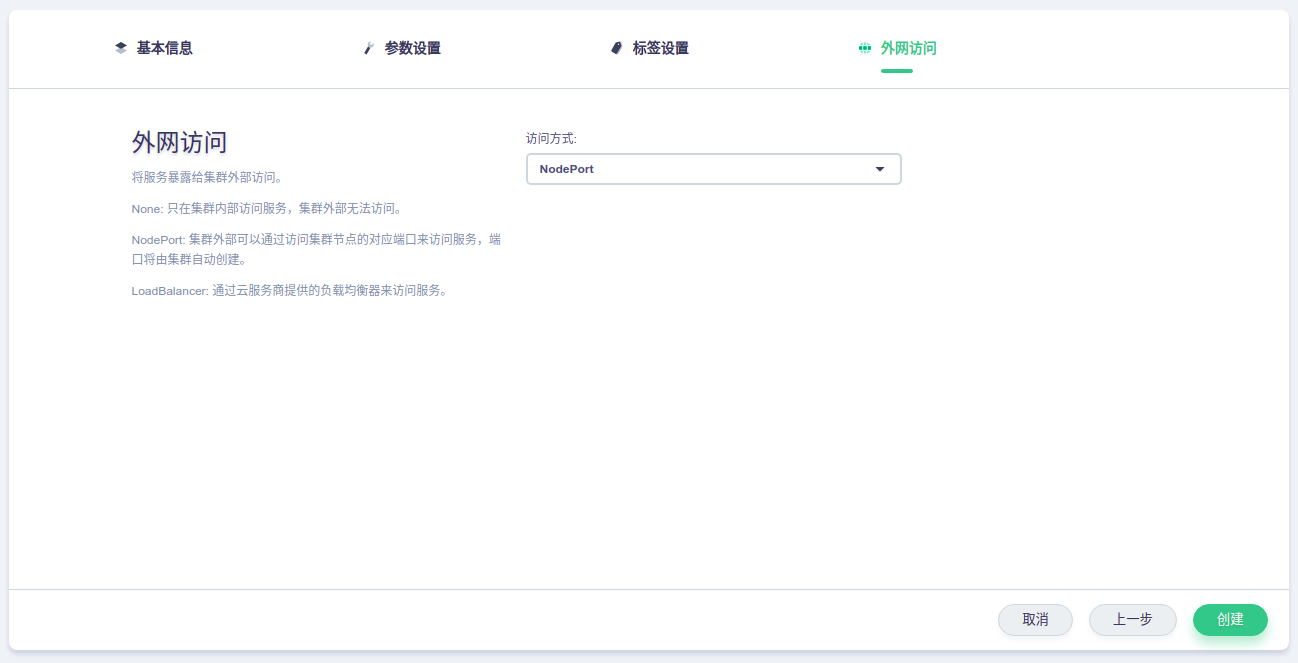 基本信息
参数设置
标签设置
外网访问
外网访问
将服务暴露给集群外部访问。
None: 只在集群内部访问服务，集群外部无法访问。
NodePort: 集群外部可以通过访问集群节点的对应端口来访问服务，端
口将由集群自动创建。
LoadBalancer: 通过云服务商提供的负载均衡器来访问服务。
访问方式:
NodePort
取消
上一步
创建